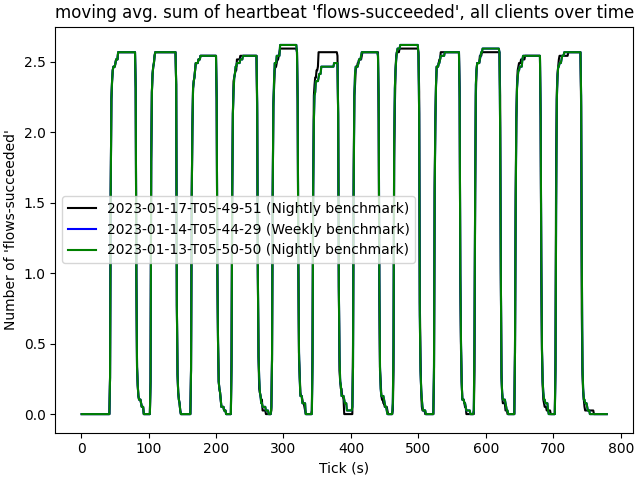 moving avg. sum of heartbeat 'flows-succeeded', all clients over time
Number of 'flows-succeeded'
2.5
2.0
1.5
1.0
0.5
0.0
2023-01-17-T05-49-51 (Nightly benchmark)
2023-01-14-T05-44-29 (Weekly benchmark)
2023-01-13-T05-50-50 (Nightly benchmark)
0 100 200 300 400 500 600 700 800
Tick (s)